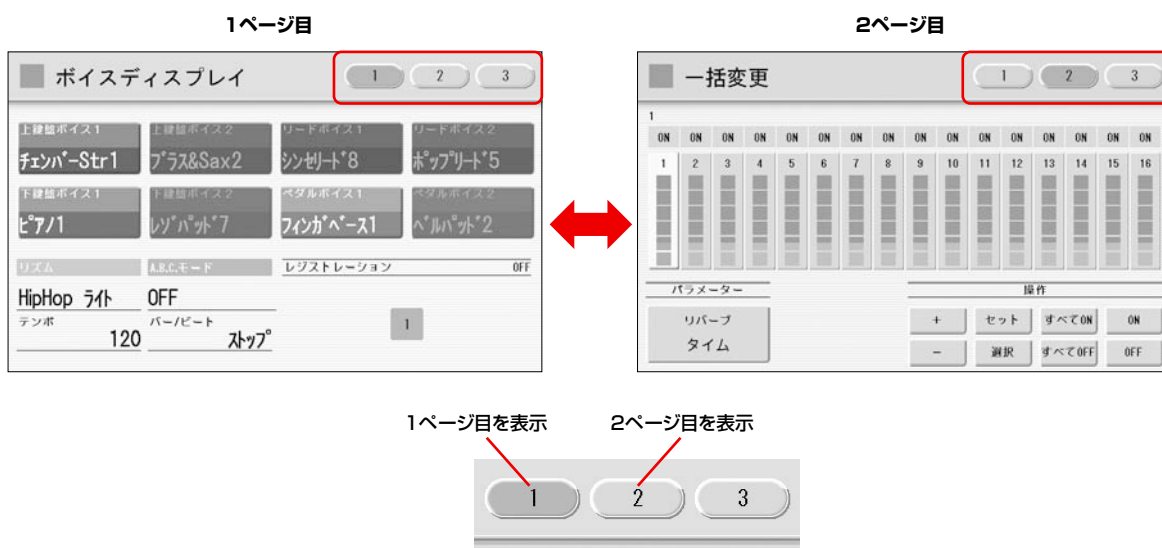 1ページ目
2ページ目
ボイスディスプレイ
1 2 3
上鍵盤ボイス1 上鍵盤ボイス2 リードボイス1 リードボイス2
チェンバーStr1 ブラス&Sax2 シンセリード8 ポップリード5
下鍵盤ボイス1 下鍵盤ボイス2 ペダルボイス1 ペダルボイス2
ピアノ1 レゾパッド7 フィンガベース1 ベルパッド2
リズム A.B.C.モード レジストレーション OFF
HipHop ライト OFF
テンポ バー/ビート
120 ストップ
1
一括変更
1 2 3
1
ON ON ON ON ON ON ON ON ON ON ON ON ON ON ON ON
1 2 3 4 5 6 7 8 9 10 11 12 13 14 15 16
パラメーター 操作
リバーブ
タイム
+ セット すべてON ON
− 選択 すべてOFF OFF
1ページ目を表示 2ページ目を表示
1 2 3